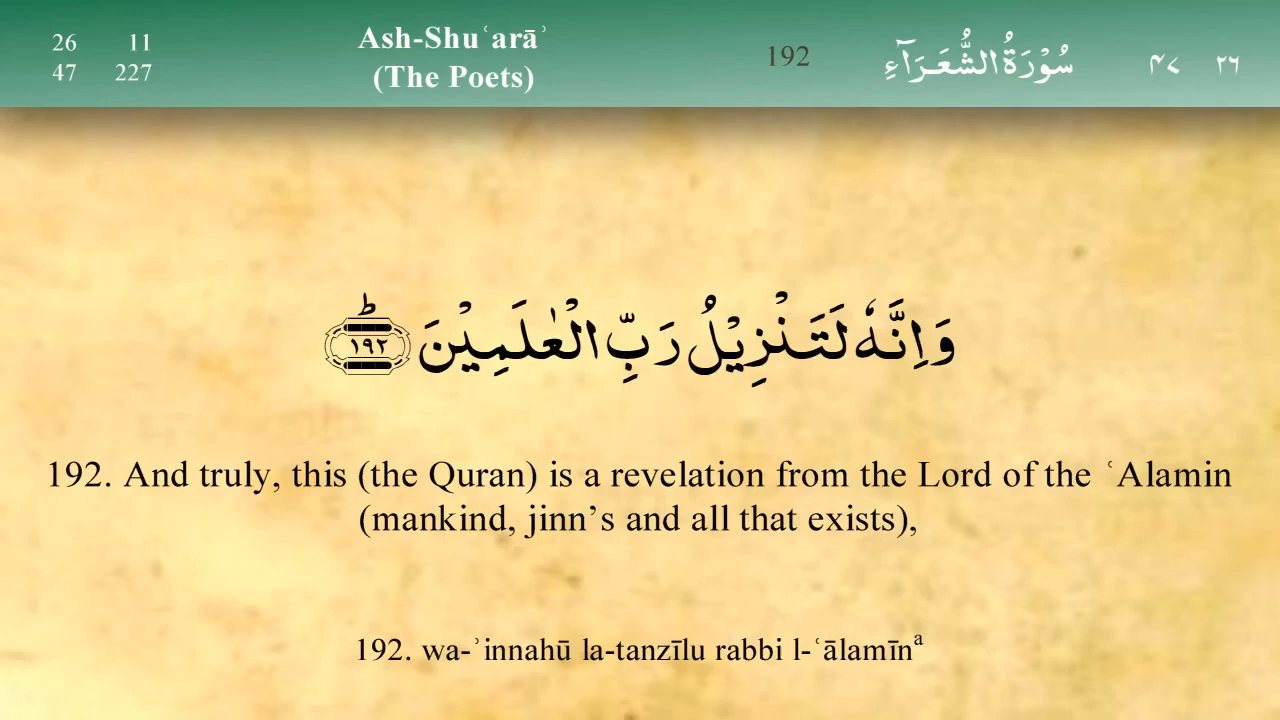 26 11
47 227
Ash-Shuʿarāʾ
(The Poets)
192
سُوْرَةُ الشُّعَرَآءِ
٤٧ ٢٦
وَاِنَّهٗ لَتَنْزِيْلُ رَبِّ الْعٰلَمِيْنَ ؕ ١٩٢
192. And truly, this (the Quran) is a revelation from the Lord of the ʿAlamin
(mankind, jinn’s and all that exists),
192. wa-ʾinnahū la-tanzīlu rabbi l-ʿālamīnᵃ